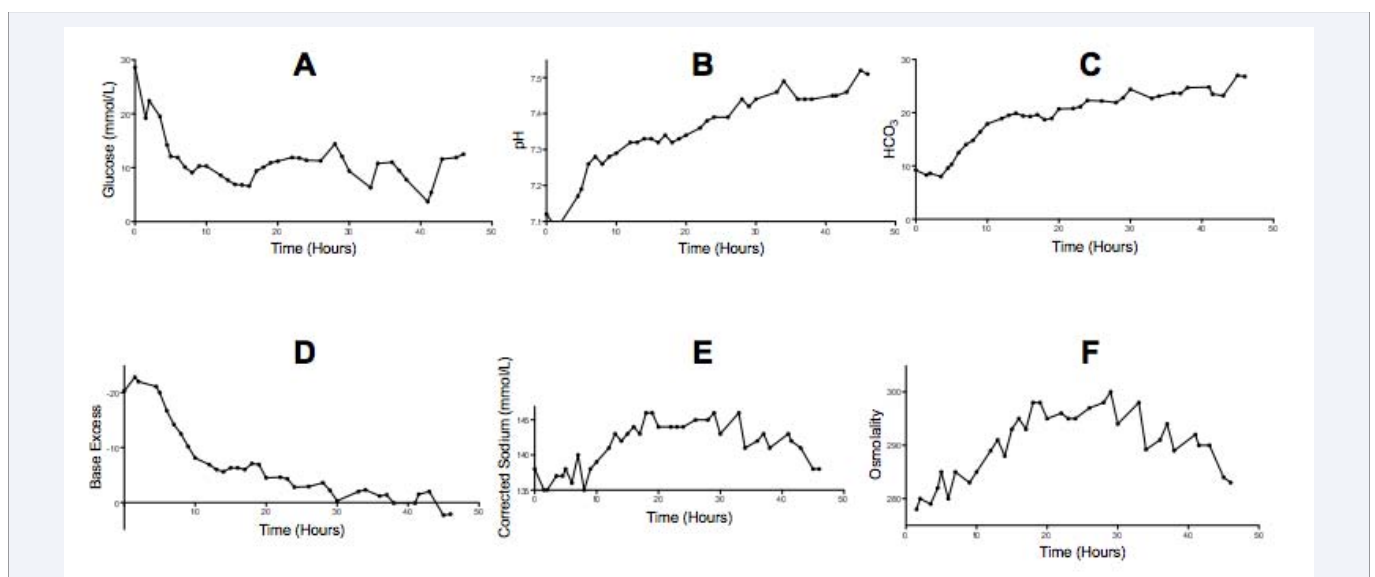 A
Glucose (mmol/L)
30
20
10
0
0 10 20 30 40 50
Time (Hours)
B
pH
7.5
7.4
7.3
7.2
7.1
0 10 20 30 40 50
Time (Hours)
C
HCO3
30
20
10
0
0 10 20 30 40 50
Time (Hours)
D
Base Excess
-20
-10
0
10 20 30 40 50
Time (Hours)
E
Corrected Sodium (mmol/L)
145
140
135
0 10 20 30 40 50
Time (Hours)
F
Osmolality
300
290
280
0 10 20 30 40 50
Time (Hours)